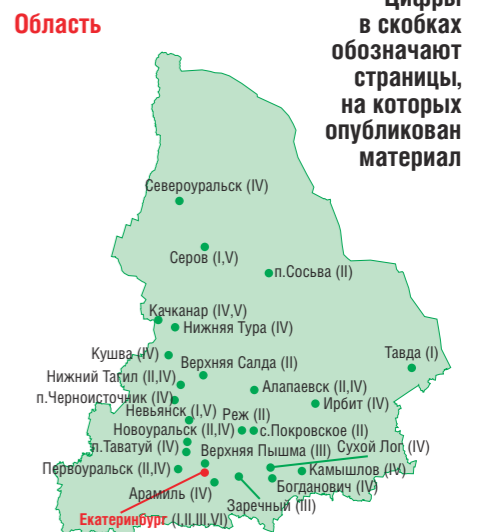 Область
Цифры
в скобках
обозначают
страницы,
на которых
опубликован
материал
Североуральск (IV)
Серов (I,V)
п.Сосьва (II)
Качканар (IV,V)
Нижняя Тура (IV)
Кушва (IV)
Верхняя Салда (II)
Тавда (I)
Нижний Тагил (II,IV)
Алапаевск (II,IV)
п.Черноисточник (IV)
Ирбит (IV)
Невьянск (I,V)
Реж (II)
Новоуральск (II,IV)
с.Покровское (II)
п.Таватуй (IV)
Верхняя Пышма (III)
Сухой Лог (IV)
Первоуральск (II,IV)
Камышлов (IV)
Богданович (IV)
Арамиль (IV)
Заречный (III)
Екатеринбург (I,II,III,VI)